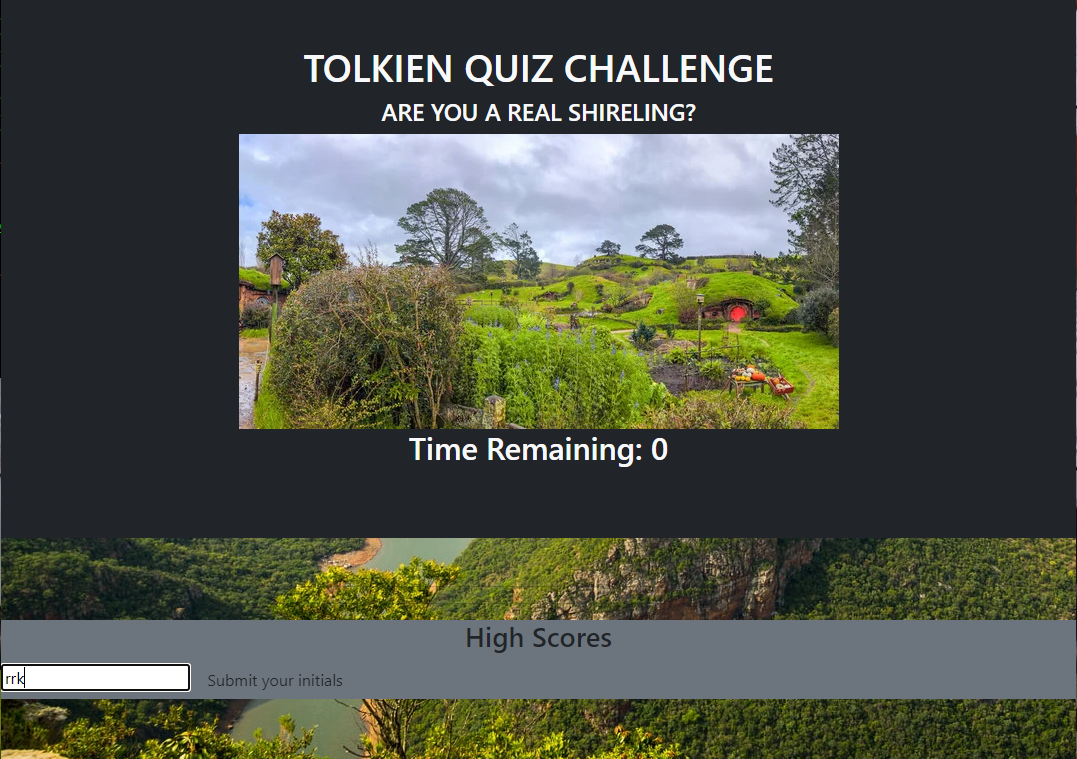 TOLKIEN QUIZ CHALLENGE
ARE YOU A REAL SHIRELING?
Time Remaining: 0
High Scores
rrk
Submit your initials